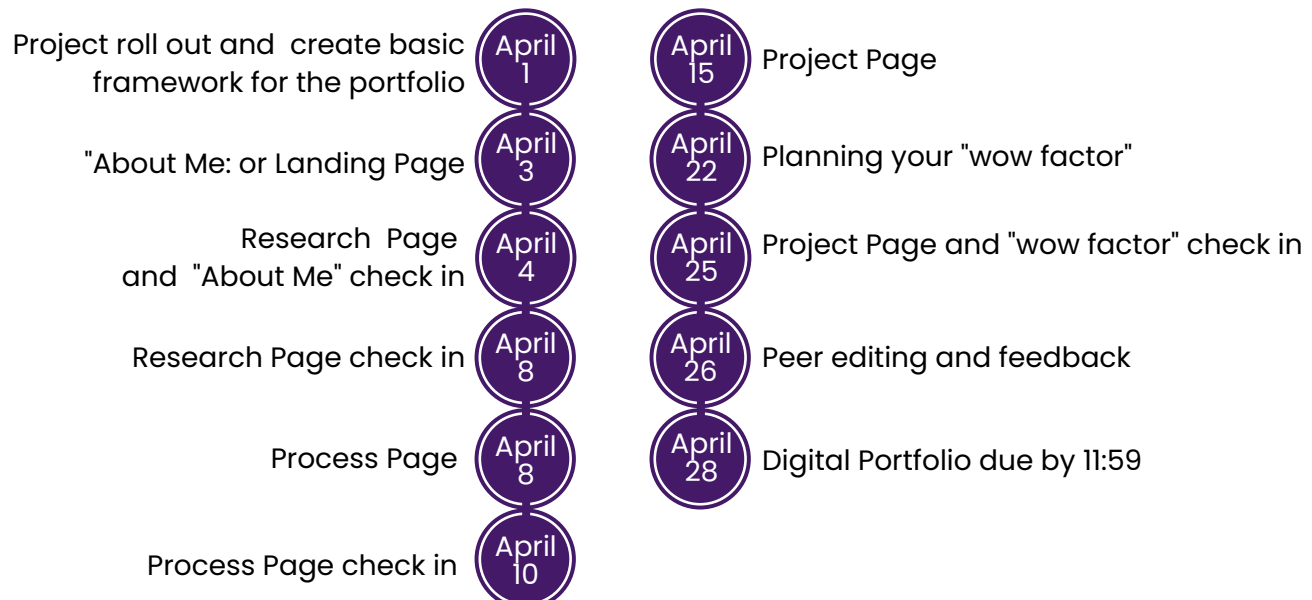 Project roll out and create basic
framework for the portfolio
April
1
"About Me: or Landing Page
April
3
Research Page
and "About Me" check in
April
4
Research Page check in
April
8
Process Page
April
8
Process Page check in
April
10
April
15
Project Page
April
22
Planning your "wow factor"
April
25
Project Page and "wow factor" check in
April
26
Peer editing and feedback
April
28
Digital Portfolio due by 11:59